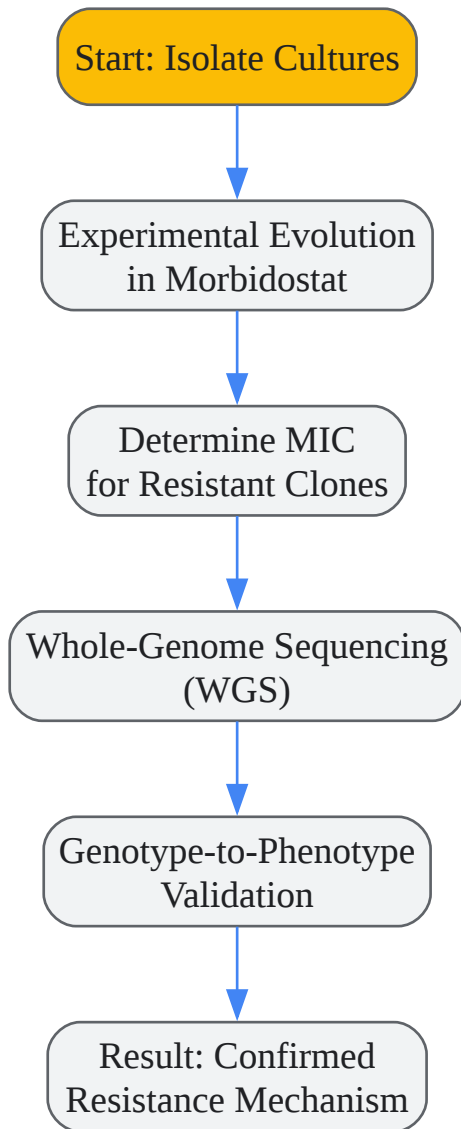 Start: Isolate Cultures
Experimental Evolution
in Morbidostat
Determine MIC
for Resistant Clones
Whole-Genome Sequencing
(WGS)
Genotype-to-Phenotype
Validation
Result: Confirmed
Resistance Mechanism